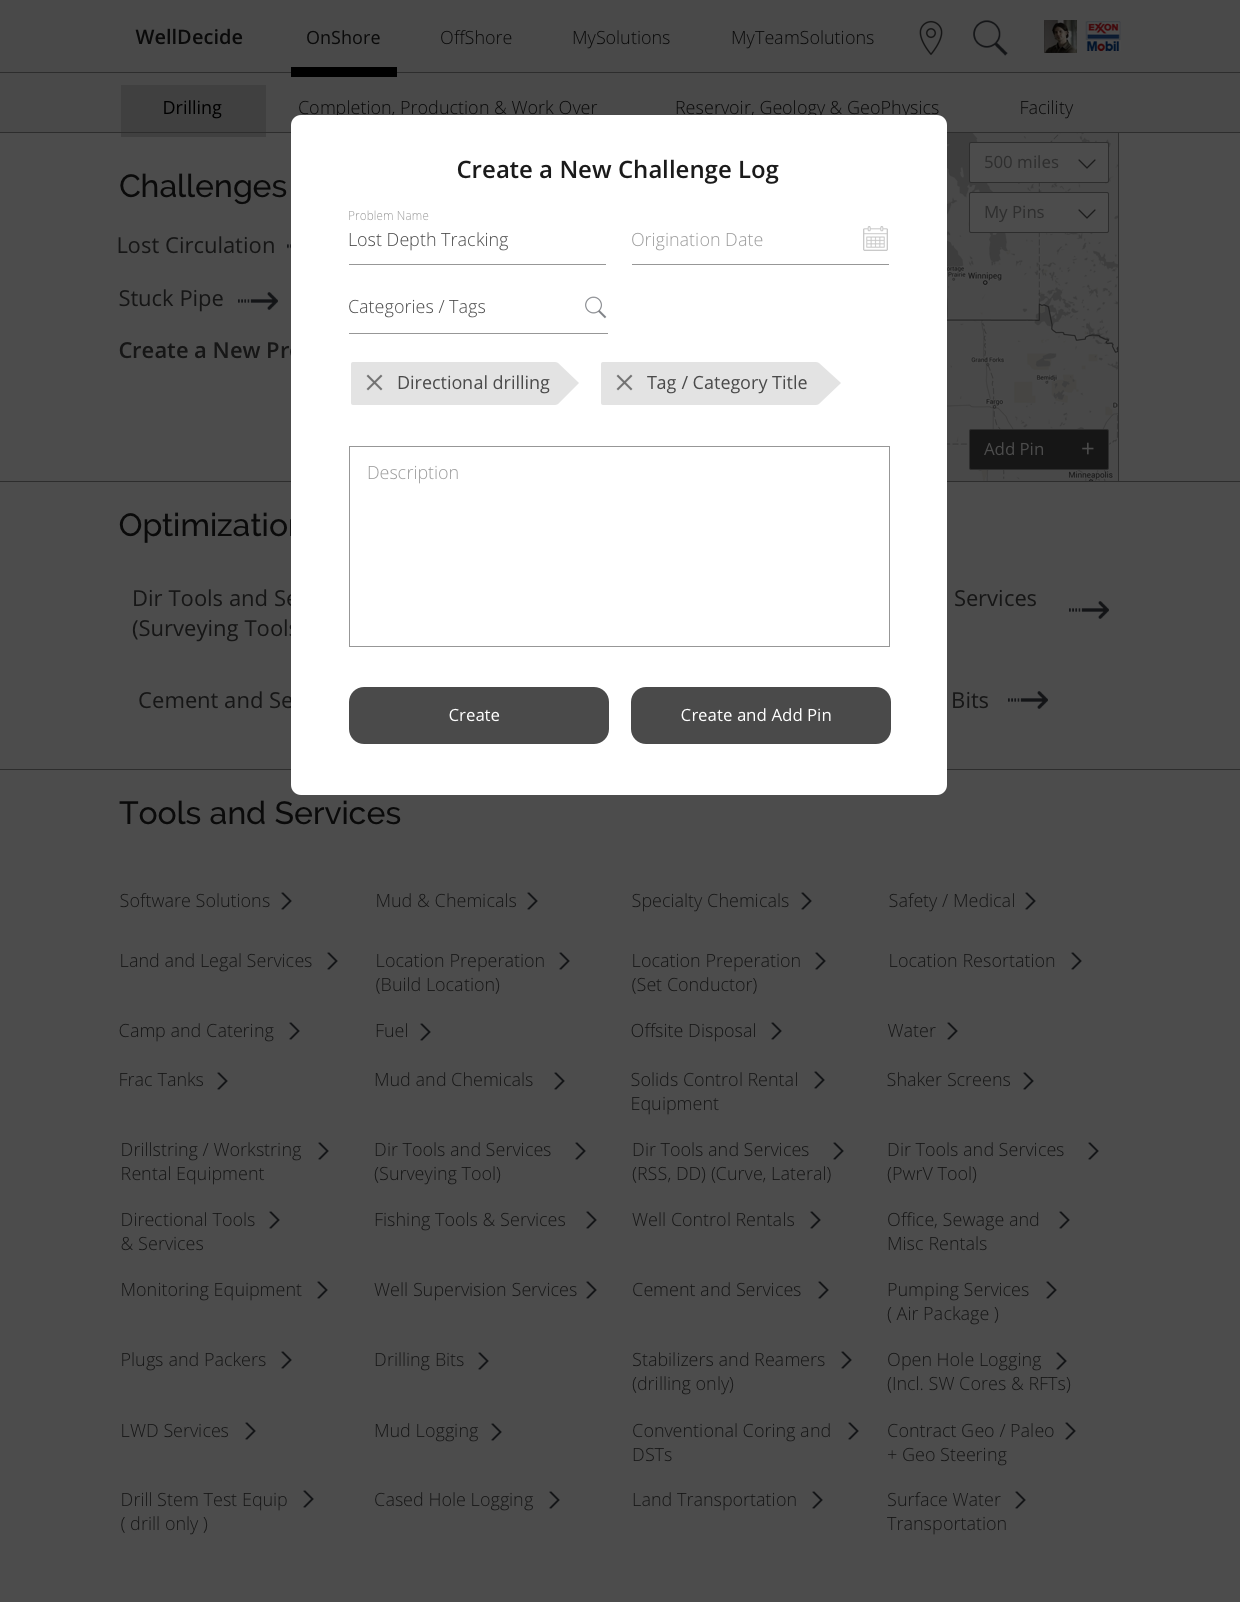 WellDecide
OnShore
OffShore
MySolutions
MyTeamSolutions
EXXON
Mobil
Drilling
Completion, Production & Work Over
Reservoir, Geology & GeoPhysics
Facility
Create a New Challenge Log
Problem Name
Lost Depth Tracking
Origination Date
Categories / Tags
Directional drilling
Tag / Category Title
Description
Create
Create and Add Pin
Challenges
Lost Circulation
Stuck Pipe
Create a New Pr
500 miles
My Pins
Winnipeg
Grand Forks
Bemidji
Fargo
Add Pin +
Minneapolis
Optimization
Dir Tools and Se
(Surveying Tools
Services
Cement and Se
Bits
Tools and Services
Software Solutions
Mud & Chemicals
Specialty Chemicals
Safety / Medical
Land and Legal Services
Location Preperation
(Build Location)
Location Preperation
(Set Conductor)
Location Resortation
Camp and Catering
Fuel
Offsite Disposal
Water
Frac Tanks
Mud and Chemicals
Solids Control Rental
Equipment
Shaker Screens
Drillstring / Workstring
Rental Equipment
Dir Tools and Services
(Surveying Tool)
Dir Tools and Services
(RSS, DD) (Curve, Lateral)
Dir Tools and Services
(PwrV Tool)
Directional Tools
& Services
Fishing Tools & Services
Well Control Rentals
Office, Sewage and
Misc Rentals
Monitoring Equipment
Well Supervision Services
Cement and Services
Pumping Services
( Air Package )
Plugs and Packers
Drilling Bits
Stabilizers and Reamers
(drilling only)
Open Hole Logging
(Incl. SW Cores & RFTs)
LWD Services
Mud Logging
Conventional Coring and
DSTs
Contract Geo / Paleo
+ Geo Steering
Drill Stem Test Equip
( drill only )
Cased Hole Logging
Land Transportation
Surface Water
Transportation